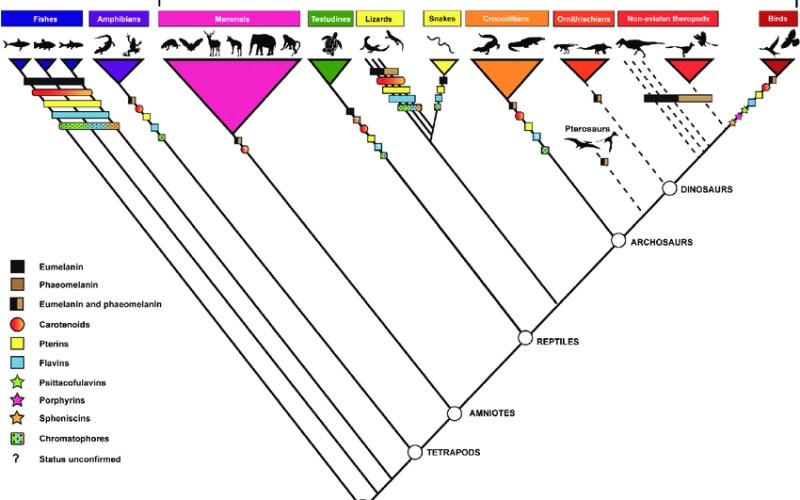 Fishes Amphibians Mammals Testudines Lizards Snakes Crocodilians Ornithischians Non-avialan theropods Birds
Pterosaurs
DINOSAURS
ARCHOSAURS
REPTILES
AMNIOTES
TETRAPODS
Eumelanin
Phaeomelanin
Eumelanin and phaeomelanin
Carotenoids
Pterins
Flavins
Psittacofulavins
Porphyrins
Spheniscins
Chromatophores
? Status unconfirmed